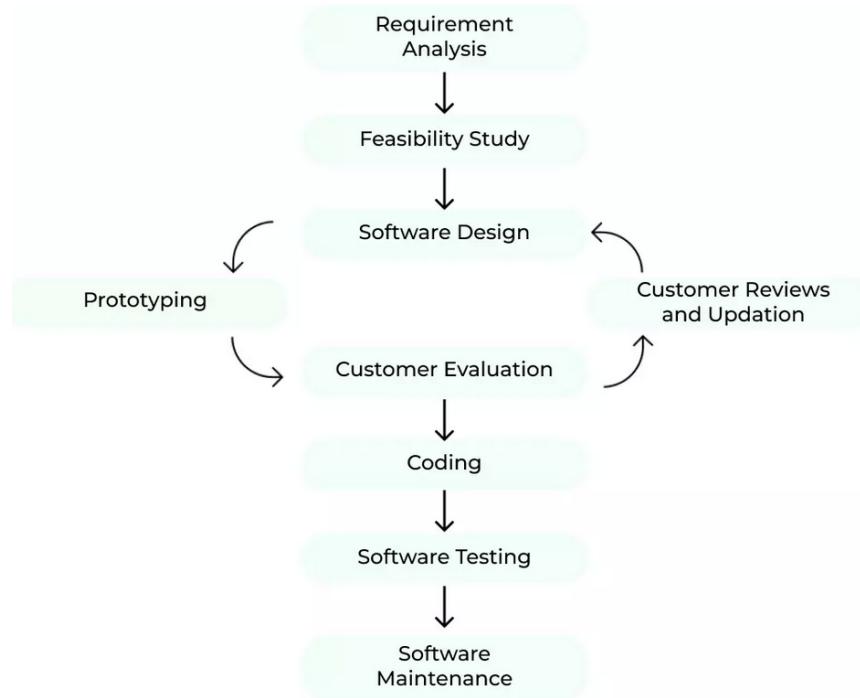 Requirement
Analysis
Feasibility Study
Software Design
Prototyping
Customer Reviews
and Updation
Customer Evaluation
Coding
Software Testing
Software
Maintenance